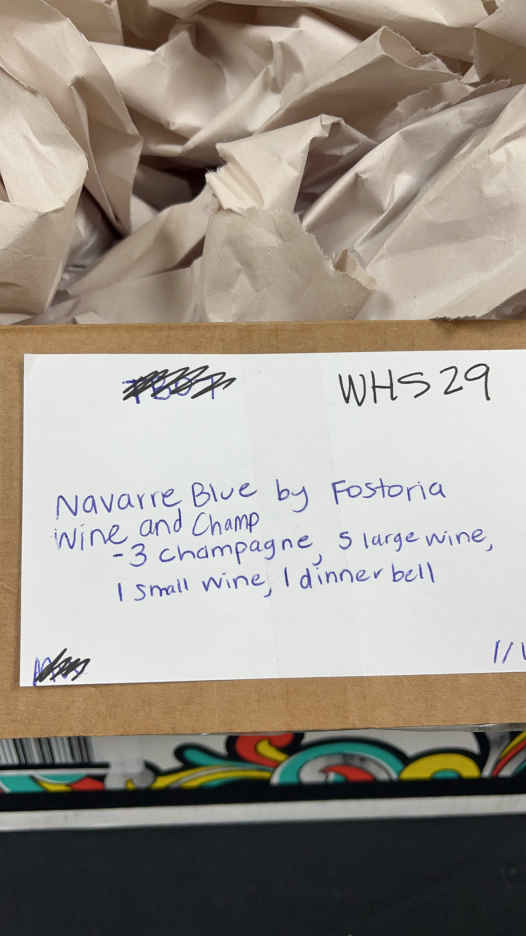 WHS29
Navarre Blue by Fostoria
Wine and Champ
-3 champagne, 5 large wine,
1 small wine, 1 dinner bell
1/1